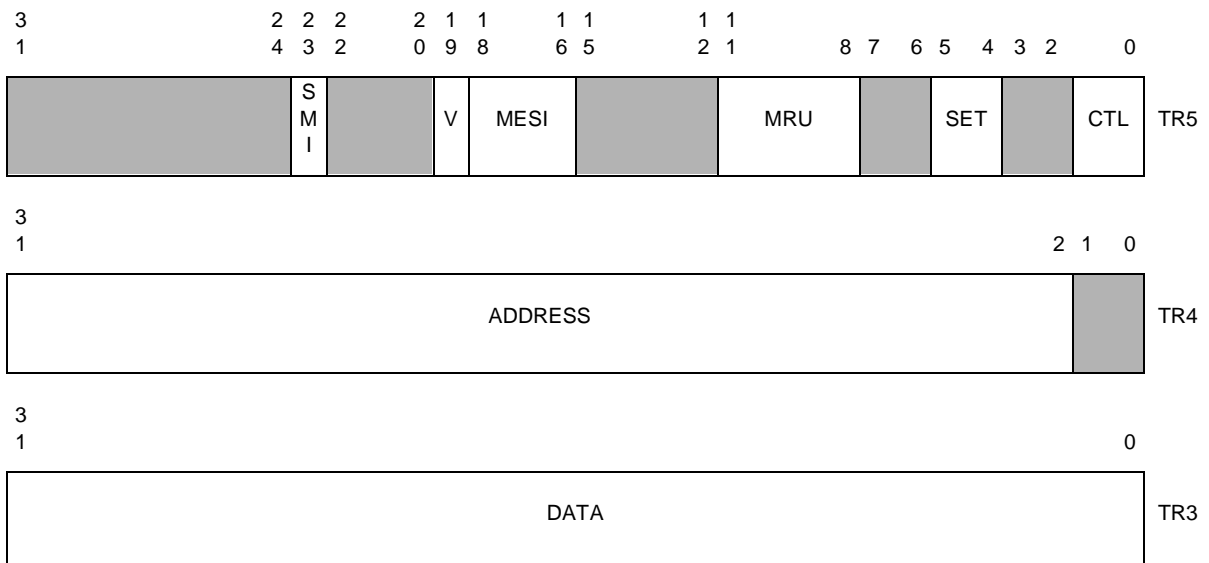 3 2 2 2 2 1 1 1 1 1 1
1 4 3 2 0 9 8 6 5 2 1 8 7 6 5 4 3 2 0
S
M V MESI MRU SET CTL TR5
I
3
1 2 1 0
ADDRESS TR4
3
1 0
DATA TR3